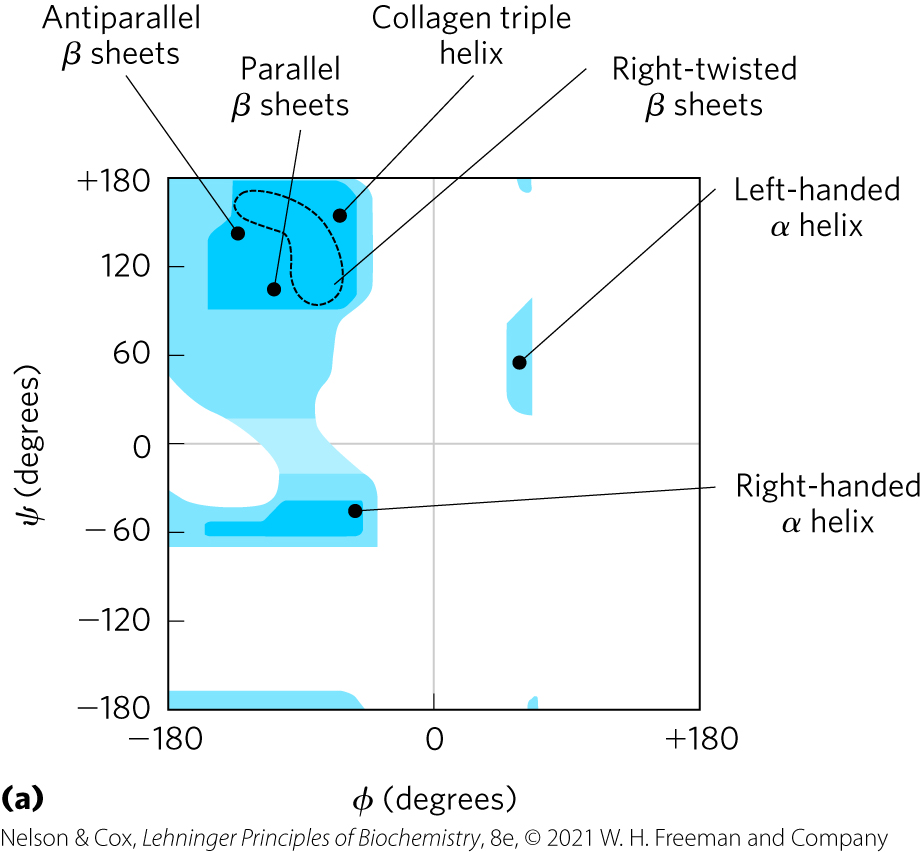 Antiparallel
β sheets
Collagen triple
helix
Parallel
β sheets
Right-twisted
β sheets
Left-handed
α helix
Right-handed
α helix
+180
120
60
0
−60
−120
−180
ψ (degrees)
−180
0
+180
ϕ (degrees)
(a)
Nelson & Cox, Lehninger Principles of Biochemistry, 8e, © 2021 W. H. Freeman and Company